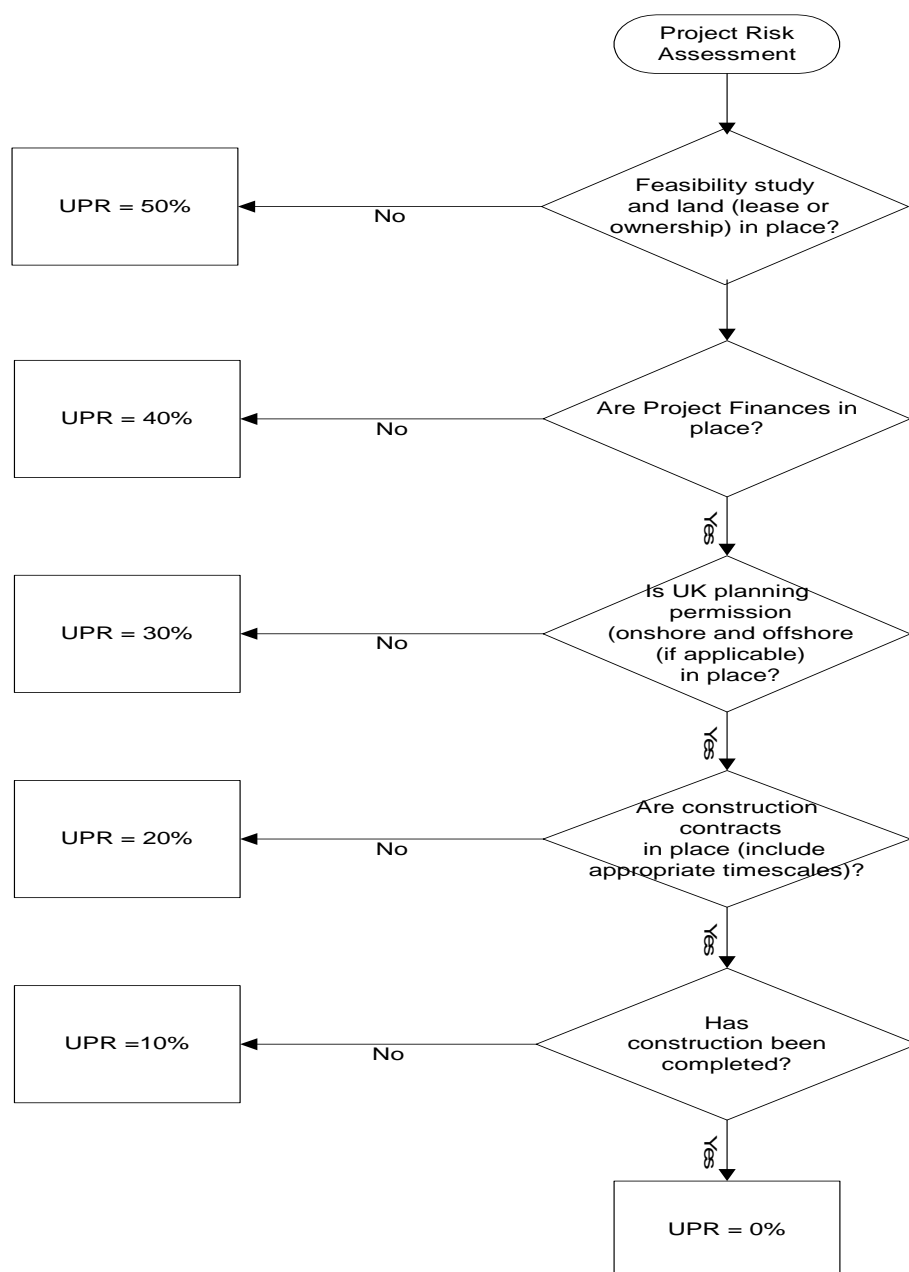 Project Risk
Assessment
Feasibility study
and land (lease or
ownership) in place?
No
UPR = 50%
Are Project Finances in
place?
No
UPR = 40%
Yes
Is UK planning
permission
(onshore and offshore
(if applicable)
in place?
No
UPR = 30%
Yes
Are construction
contracts
in place (include
appropriate timescales)?
No
UPR = 20%
Yes
Has
construction been
completed?
No
UPR =10%
Yes
UPR = 0%